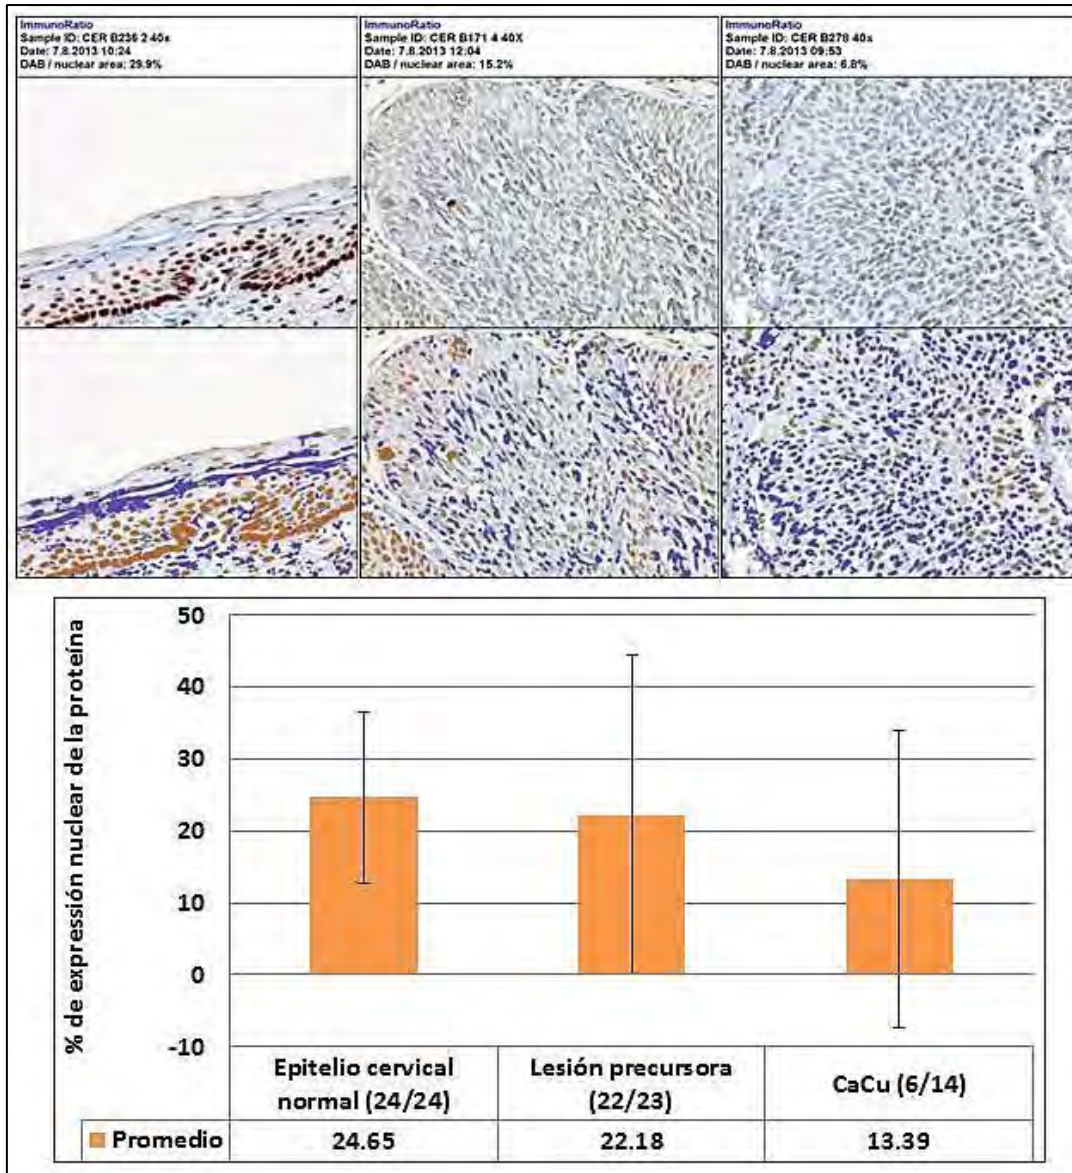 ImmunoRatio
Sample ID: CER B236 2 40x
Date: 7.8.2013 10:24
DAB / nuclear area: 29.9%
ImmunoRatio
Sample ID: CER B171 4 40X
Date: 7.8.2013 12:04
DAB / nuclear area: 15.2%
ImmunoRatio
Sample ID: CER B278 40x
Date: 7.8.2013 09:53
DAB / nuclear area: 6.8%
% de expressión nuclear de la proteína
50
40
30
20
10
0
-10
Epitelio cervical
normal (24/24)
Lesión precursora
(22/23)
CaCu (6/14)
Promedio
24.65
22.18
13.39